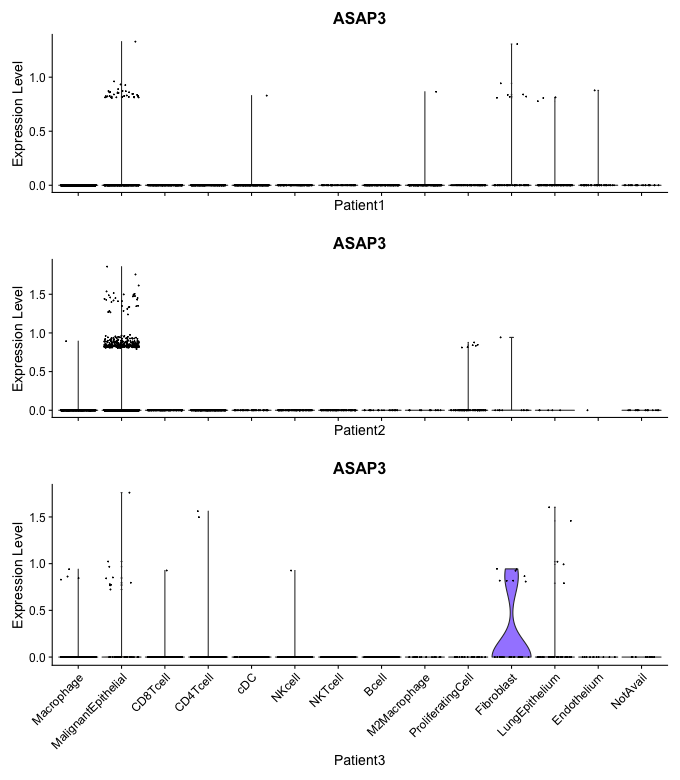 ASAP3
Expression Level
1.0
0.5
0.0
Patient1
ASAP3
Expression Level
1.5
1.0
0.5
0.0
Patient2
ASAP3
Expression Level
1.5
1.0
0.5
0.0
Macrophage
MalignantEpithelial
CD8Tcell
CD4Tcell
cDC
NKcell
NKTcell
Bcell
M2Macrophage
ProliferatingCell
Fibroblast
LungEpithelium
Endothelium
NotAvail
Patient3